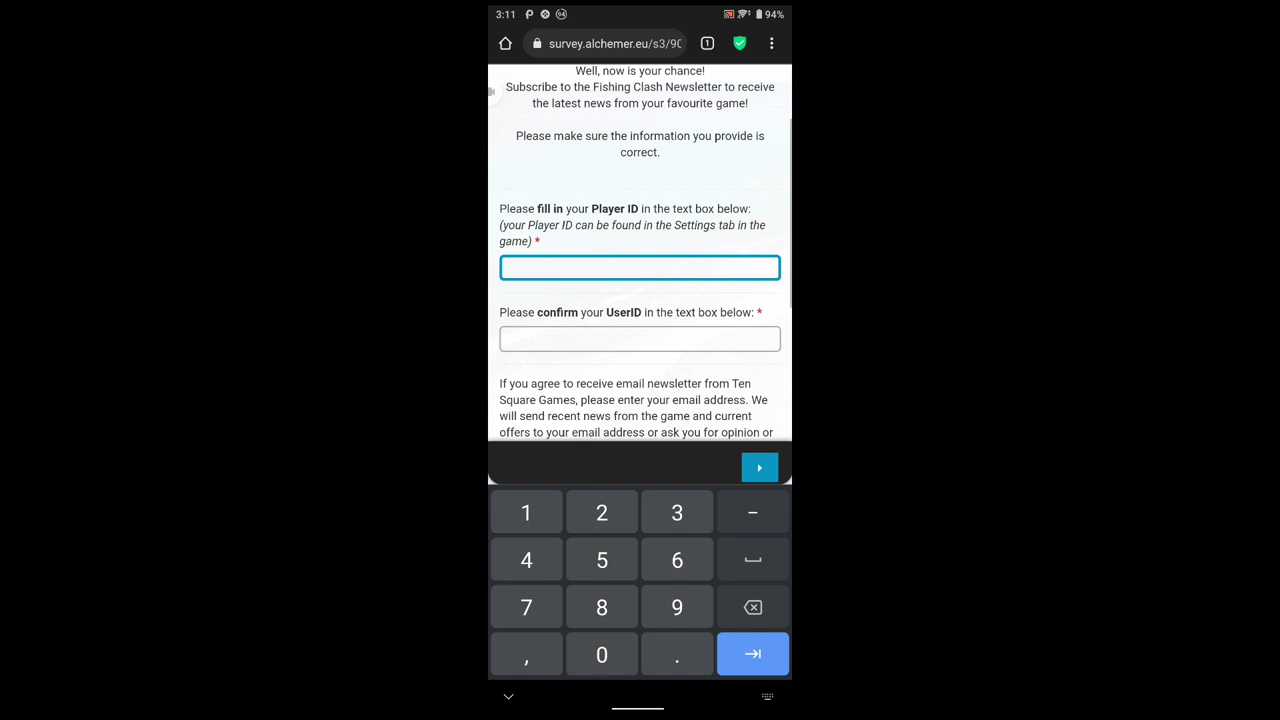 3:11
94
94%
survey.alchemer.eu/s3/90
1
Well, now is your chance!
Subscribe to the Fishing Clash Newsletter to receive
the latest news from your favourite game!
Please make sure the information you provide is
correct.
Please fill in your Player ID in the text box below:
(your Player ID can be found in the Settings tab in the
game) *
Please confirm your UserID in the text box below: *
If you agree to receive email newsletter from Ten
Square Games, please enter your email address. We
will send recent news from the game and current
offers to your email address or ask you for opinion or
1 2 3 –
4 5 6
7 8 9
, 0 .